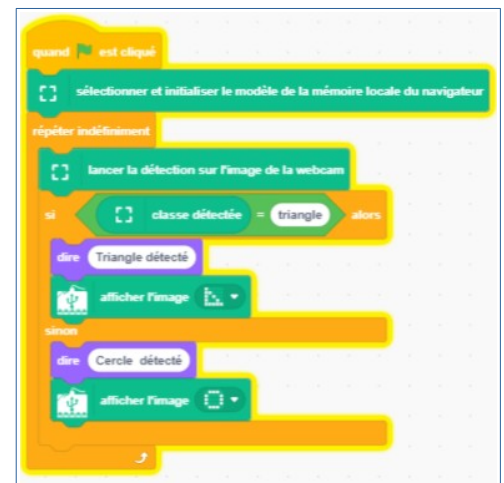 quand est cliqué
sélectionner et initialiser le modèle de la mémoire locale du navigateur
répéter indéfiniment
lancer la détection sur l'image de la webcam
si classe détectée = triangle alors
dire Triangle détecté
afficher l'image
sinon
dire Cercle détecté
afficher l'image